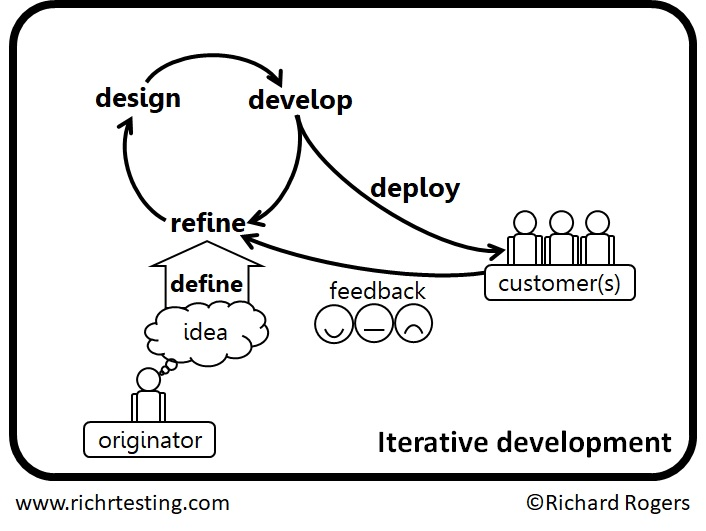 design
develop
deploy
refine
define
customer(s)
feedback
idea
originator
Iterative development
www.richrtesting.com
©Richard Rogers